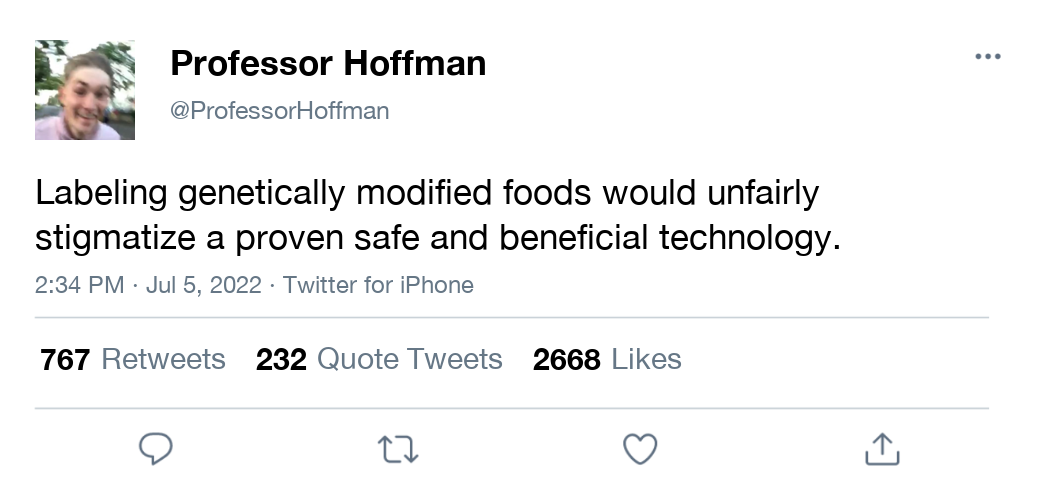 Professor Hoffman
@ProfessorHoffman
Labeling genetically modified foods would unfairly
stigmatize a proven safe and beneficial technology.
2:34 PM · Jul 5, 2022 · Twitter for iPhone
767 Retweets 232 Quote Tweets 2668 Likes